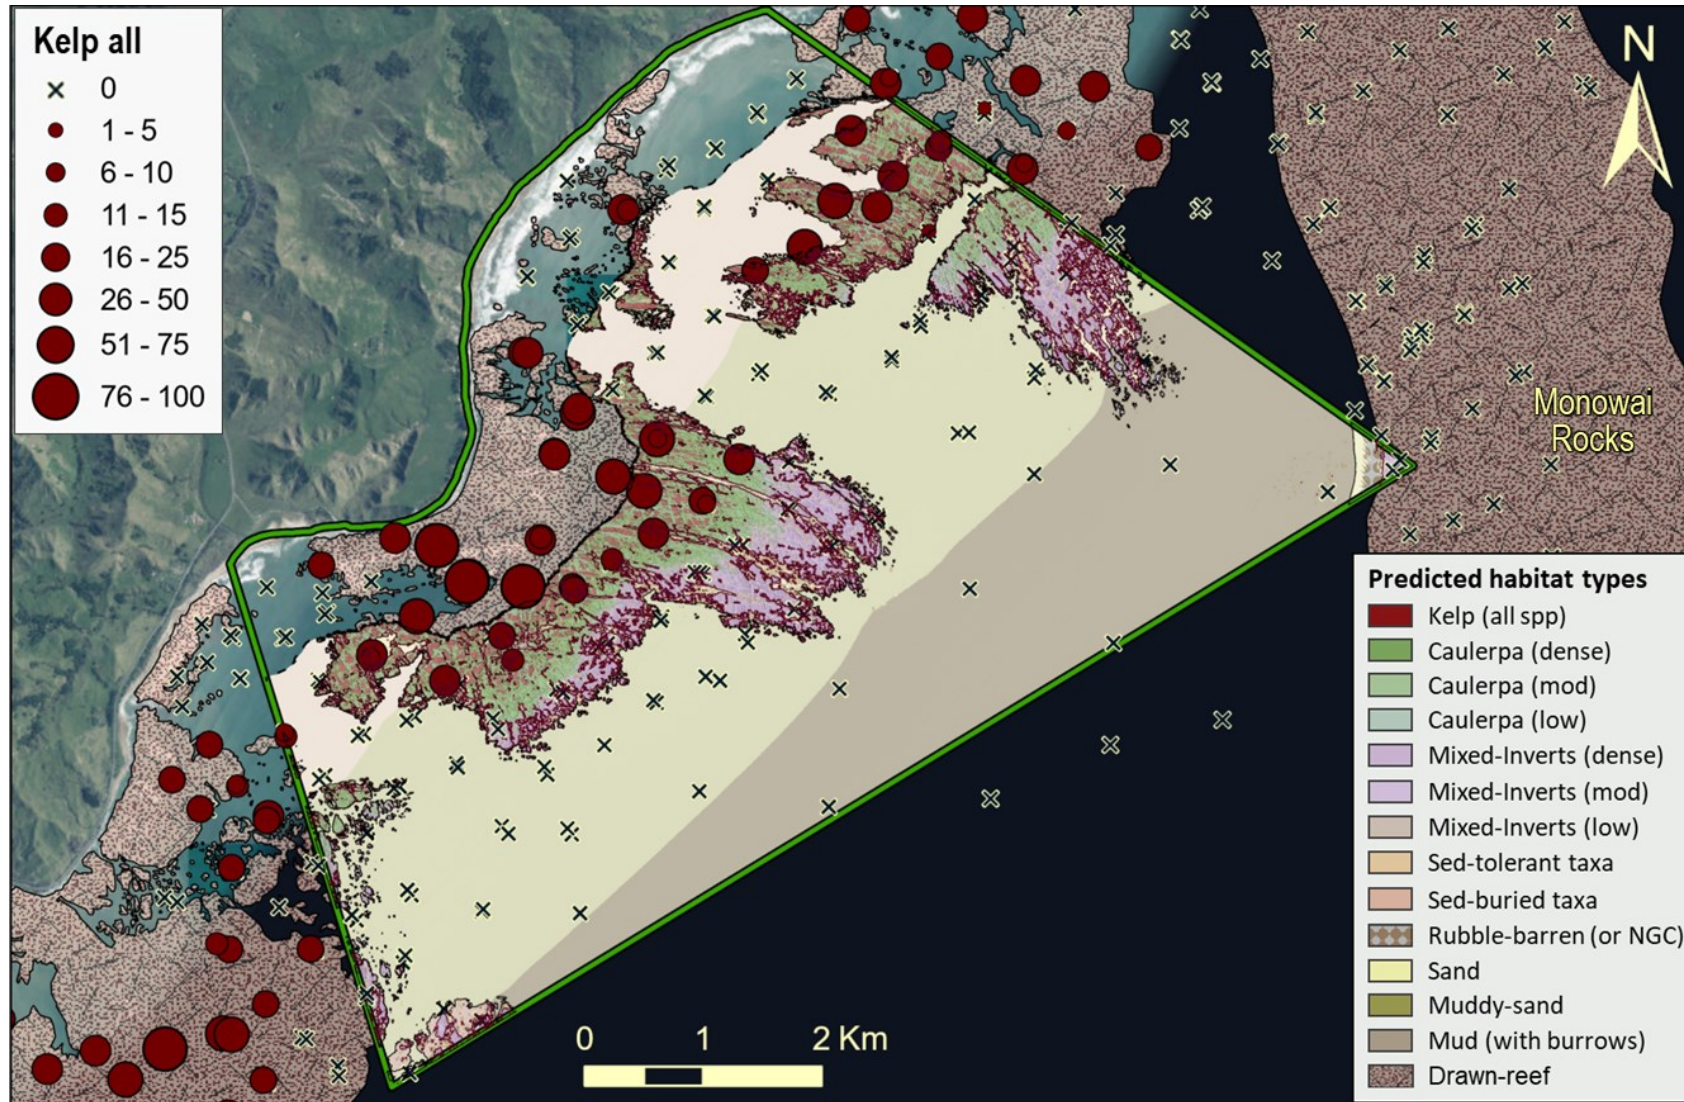 Kelp all
0
1 - 5
6 - 10
11 - 15
16 - 25
26 - 50
51 - 75
76 - 100
N
Monowai
Rocks
Predicted habitat types
Kelp (all spp)
Caulerpa (dense)
Caulerpa (mod)
Caulerpa (low)
Mixed-Inverts (dense)
Mixed-Inverts (mod)
Mixed-Inverts (low)
Sed-tolerant taxa
Sed-buried taxa
Rubble-barren (or NGC)
Sand
Muddy-sand
Mud (with burrows)
Drawn-reef
0 1 2 Km